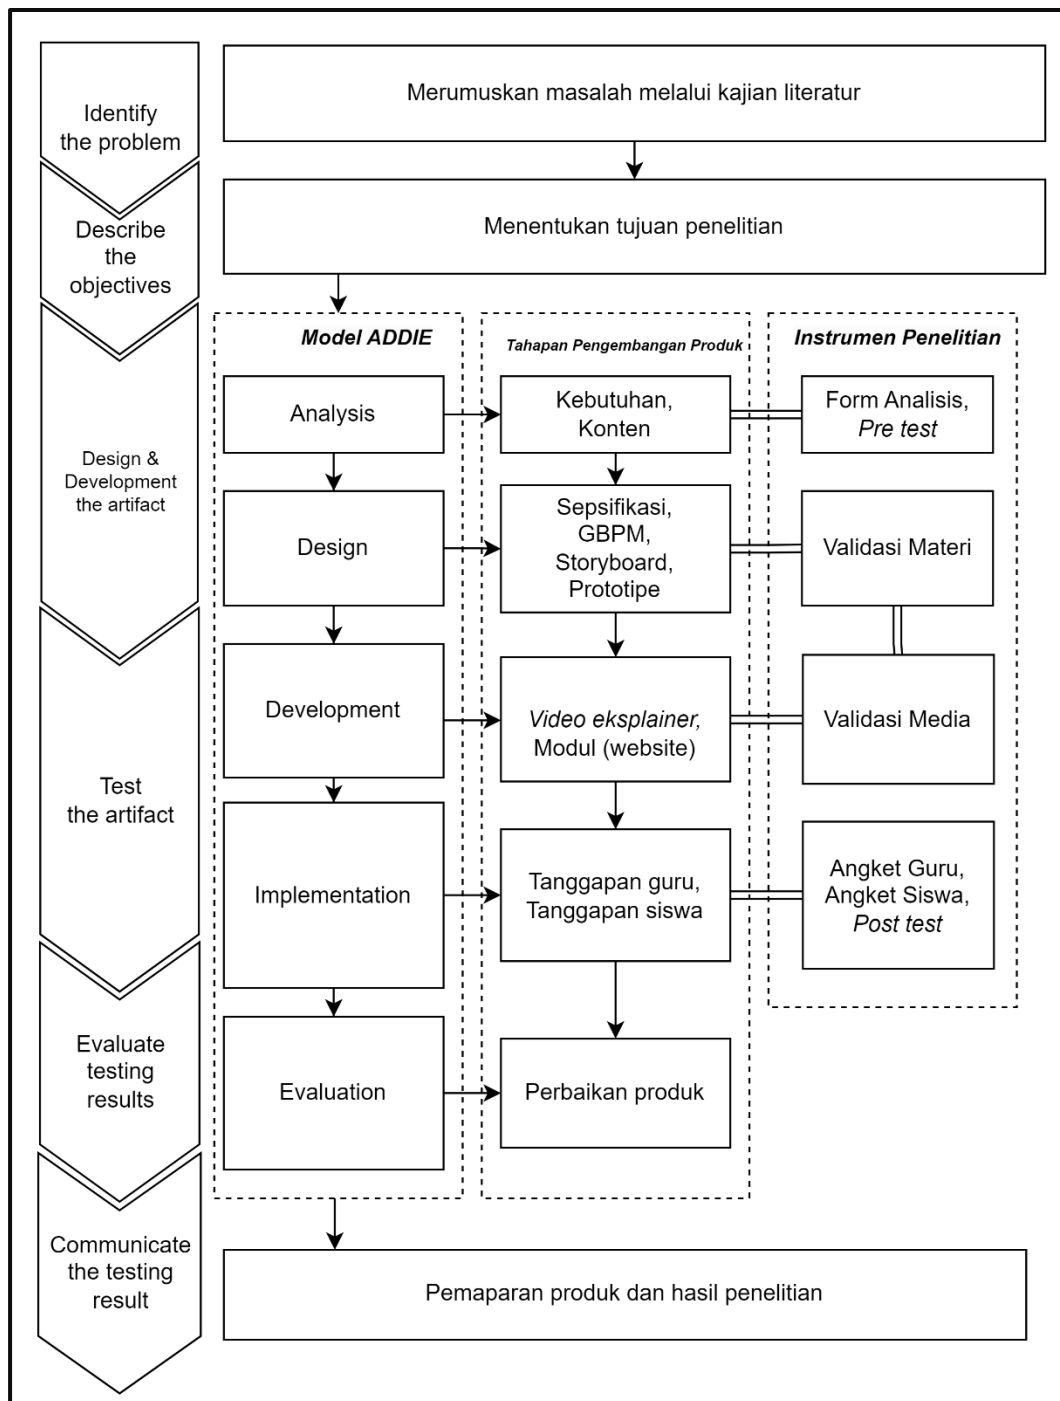 Identify
the problem
Merumuskan masalah melalui kajian literatur
Describe
the
objectives
Menentukan tujuan penelitian
Design &
Development
the artifact
Model ADDIE
Tahapan Pengembangan Produk
Instrumen Penelitian
Analysis
Kebutuhan,
Konten
Form Analisis,
Pre test
Design
Sepsifikasi,
GBPM,
Storyboard,
Prototipe
Validasi Materi
Test
the artifact
Development
Video eksplainer,
Modul (website)
Validasi Media
Implementation
Tanggapan guru,
Tanggapan siswa
Angket Guru,
Angket Siswa,
Post test
Evaluate
testing
results
Evaluation
Perbaikan produk
Communicate
the testing
result
Pemaparan produk dan hasil penelitian